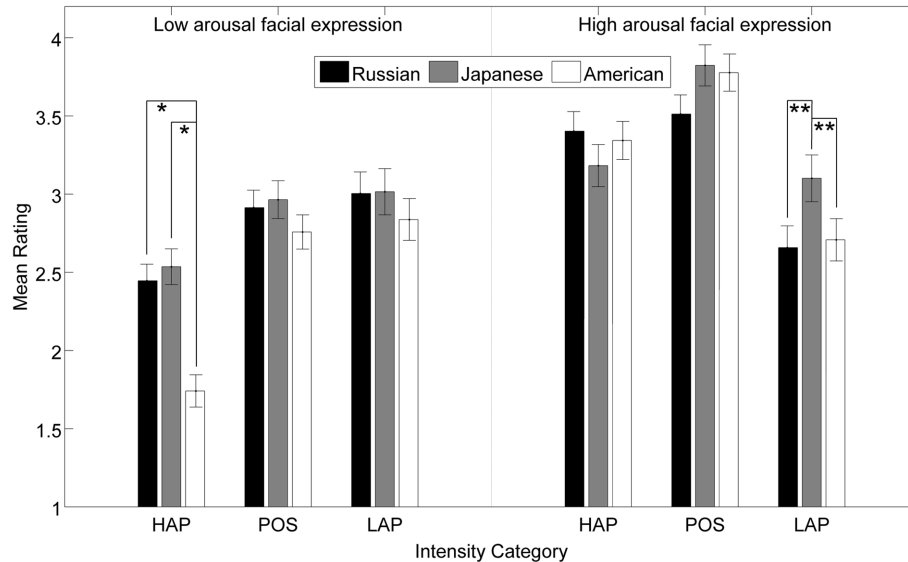 Low arousal facial expression High arousal facial expression
Russian Japanese American
4
3.5
3
2.5
2
1.5
1
Mean Rating
* * ** **
HAP POS LAP HAP POS LAP
Intensity Category